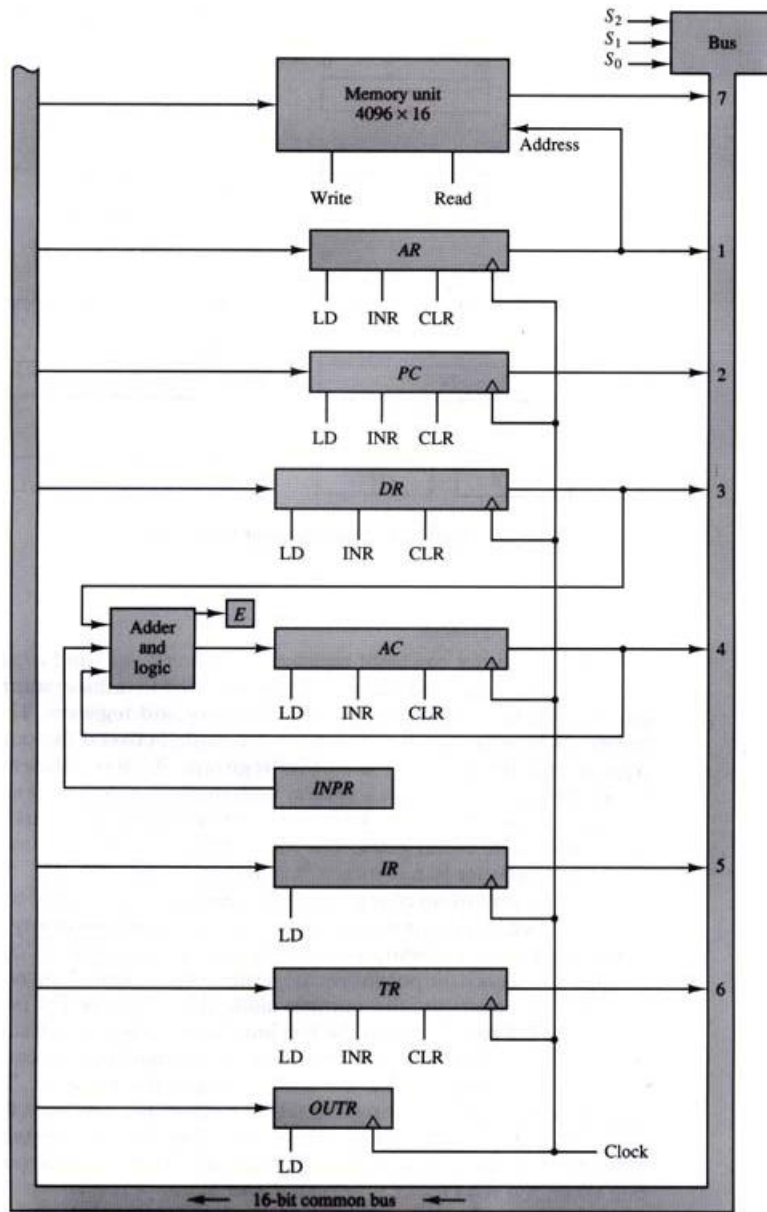 S2
S1
S0
Bus
Memory unit
4096 × 16
7
Address
Write
Read
AR
1
LD
INR
CLR
PC
2
LD
INR
CLR
DR
3
LD
INR
CLR
E
Adder
and
logic
AC
4
LD
INR
CLR
INPR
IR
5
LD
TR
6
LD
INR
CLR
OUTR
LD
Clock
16-bit common bus